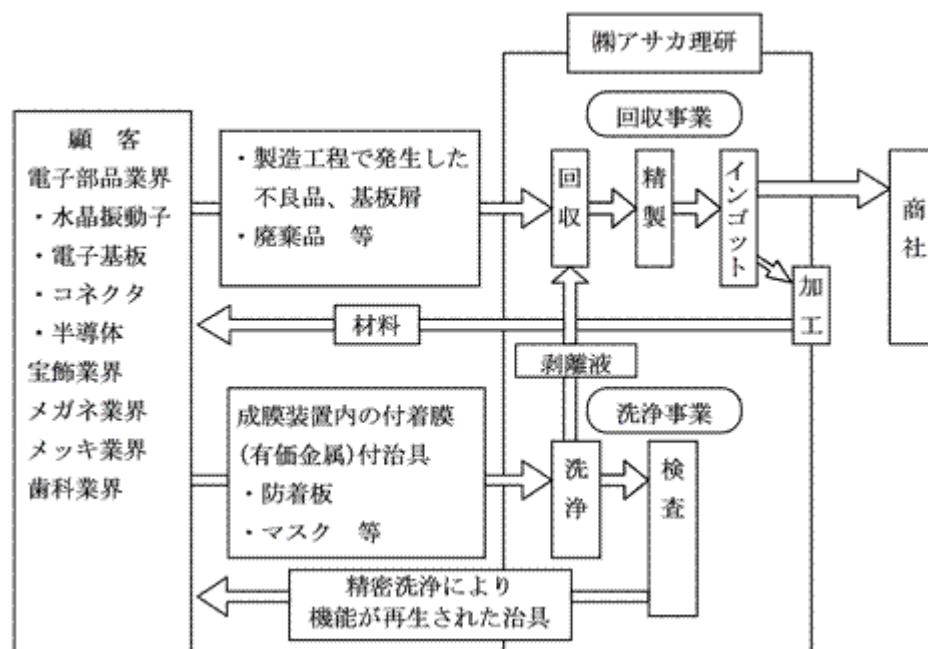 ㈱アサカ理研
回収事業
顧 客
電子部品業界
・水晶振動子
・電子基板
・コネクタ
・半導体
宝飾業界
メガネ業界
メッキ業界
歯科業界
・製造工程で発生した
不良品、基板層
・廃棄品 等
回収
精製
インゴット
商社
加工
材料
剥離液
洗浄事業
成膜装置内の付着膜
(有価金属)付治具
・防着板
・マスク 等
洗浄
検査
精密洗浄により
機能が再生された治具